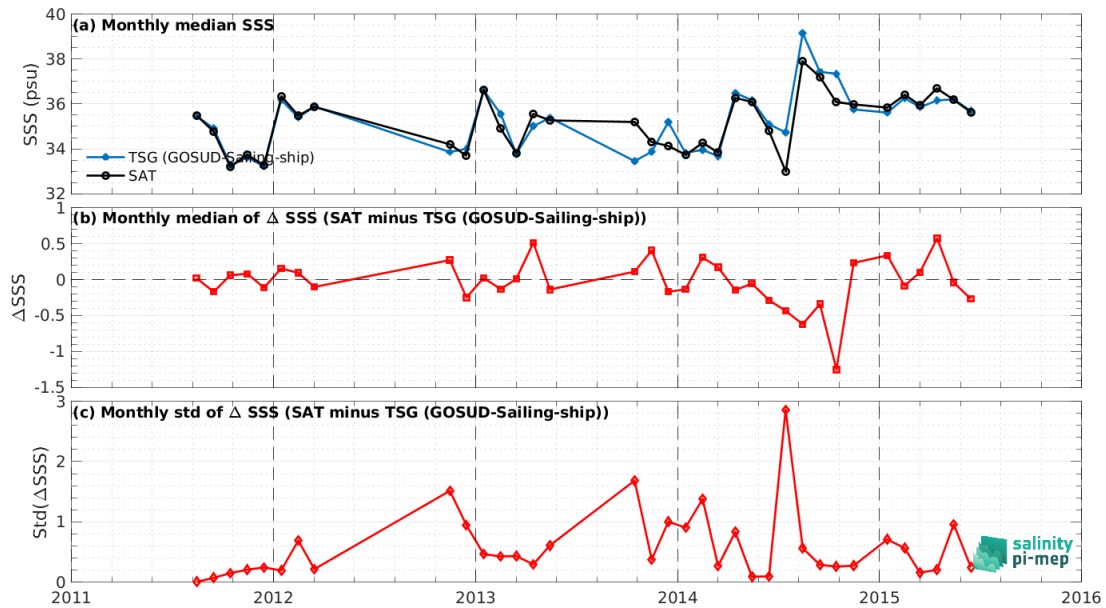 (a) Monthly median SSS
40
38
36
34
32
SSS (psu)
TSG (GOSUD-Sailing-ship)
SAT
(b) Monthly median of Δ SSS (SAT minus TSG (GOSUD-Sailing-ship))
1
0.5
0
-0.5
-1
-1.5
ΔSSS
(c) Monthly std of Δ SSS (SAT minus TSG (GOSUD-Sailing-ship))
3
2
1
0
Std(ΔSSS)
salinity
pi-mep
2011 2012 2013 2014 2015 2016